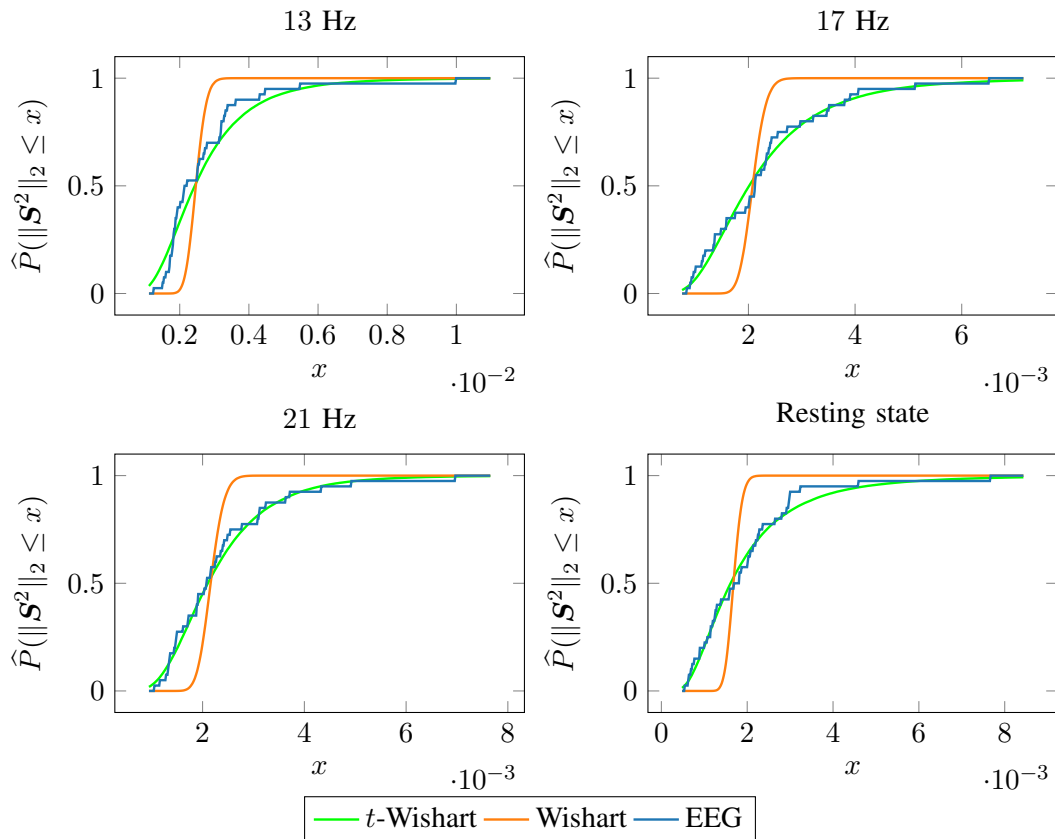 13 Hz
17 Hz
P̂(||S²||₂ ≤ x)
1
0.5
0
0.2 0.4 0.6 0.8 1
x
·10⁻²
P̂(||S²||₂ ≤ x)
1
0.5
0
2 4 6
x
·10⁻³
21 Hz
Resting state
P̂(||S²||₂ ≤ x)
1
0.5
0
2 4 6 8
x
·10⁻³
P̂(||S²||₂ ≤ x)
1
0.5
0
0 2 4 6 8
x
·10⁻³
t-Wishart Wishart EEG